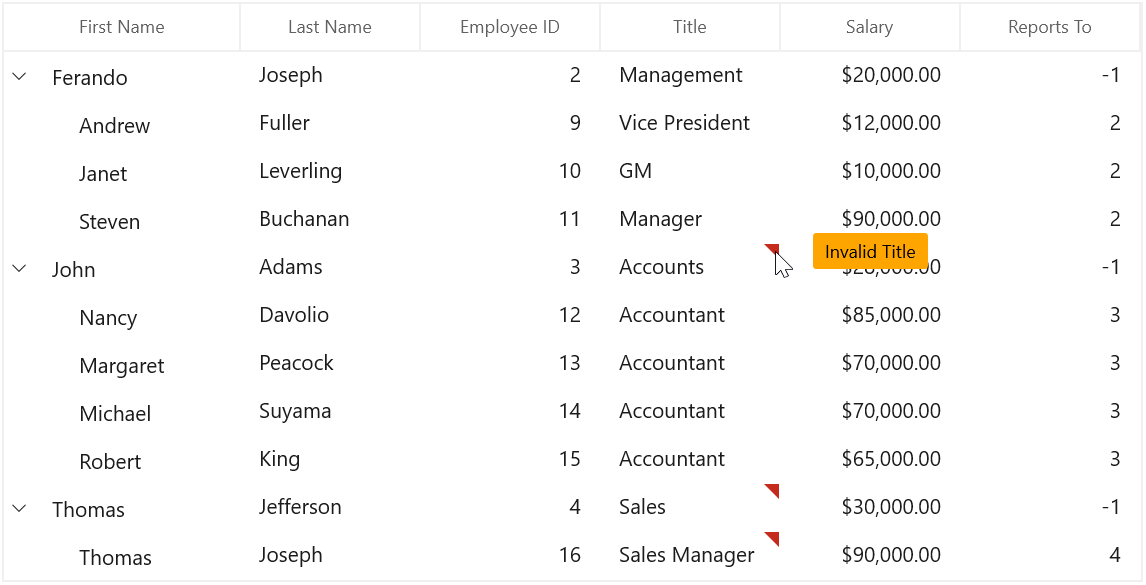 First Name Last Name Employee ID Title Salary Reports To
Ferando Joseph 2 Management $20,000.00 -1
Andrew Fuller 9 Vice President $12,000.00 2
Janet Leverling 10 GM $10,000.00 2
Steven Buchanan 11 Manager $90,000.00 2
Invalid Title
John Adams 3 Accounts -1
Nancy Davolio 12 Accountant $85,000.00 3
Margaret Peacock 13 Accountant $70,000.00 3
Michael Suyama 14 Accountant $70,000.00 3
Robert King 15 Accountant $65,000.00 3
Thomas Jefferson 4 Sales $30,000.00 -1
Thomas Joseph 16 Sales Manager $90,000.00 4